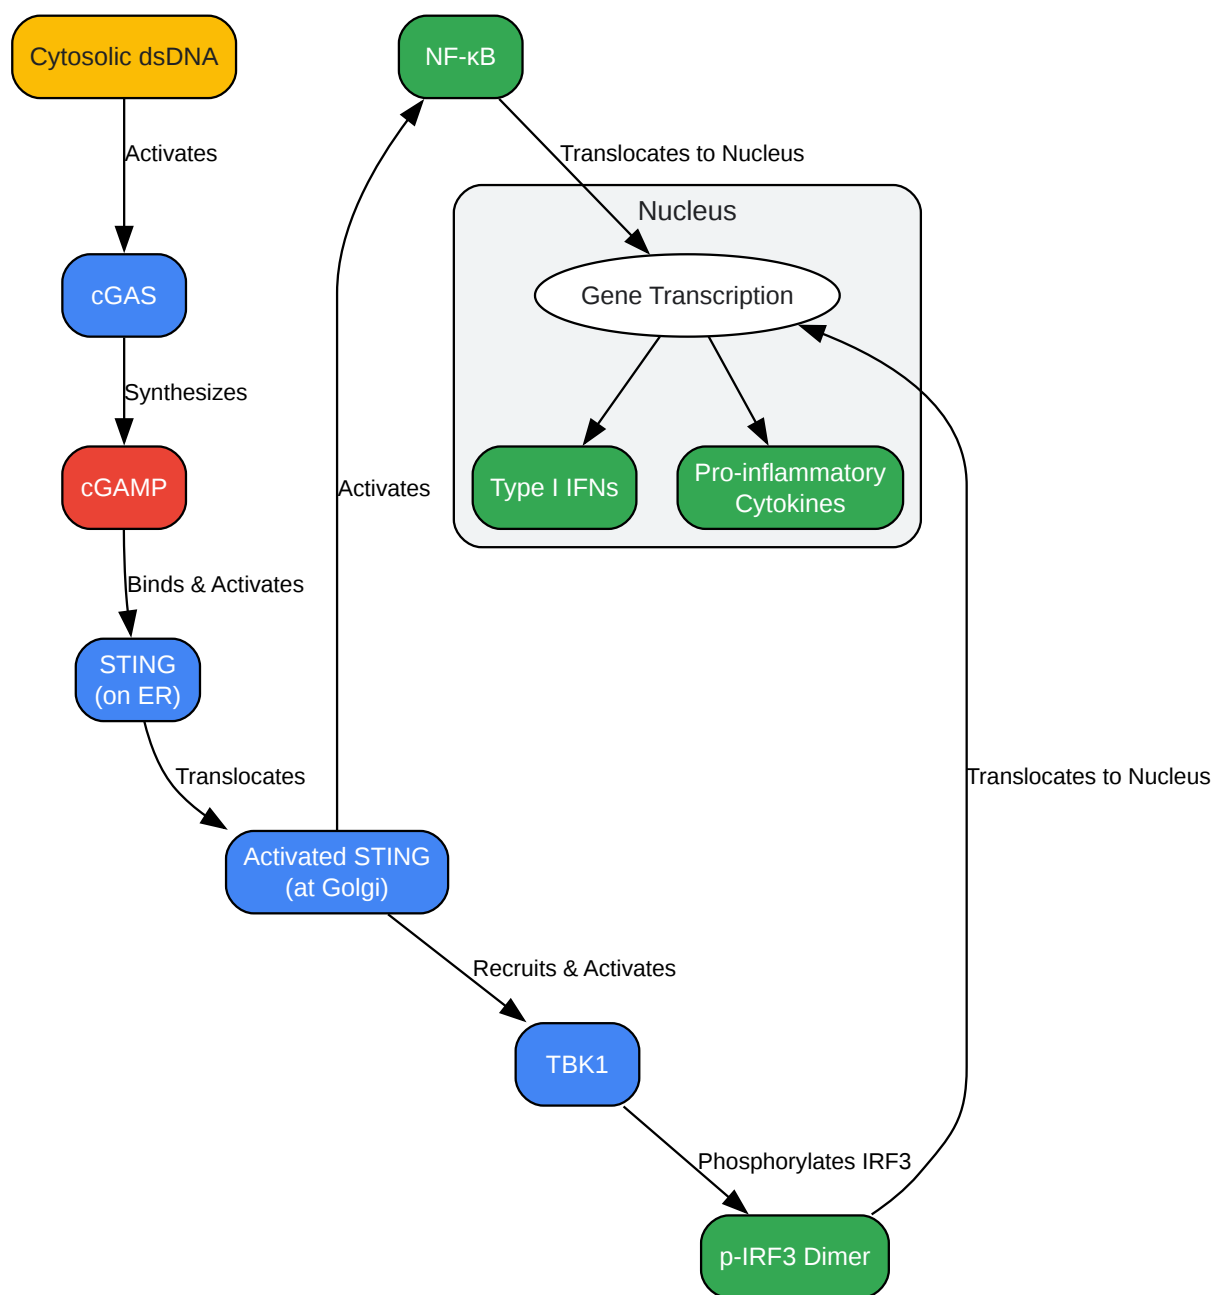 Cytosolic dsDNA
NF-κB
Activates
Translocates to Nucleus
Nucleus
cGAS
Gene Transcription
Synthesizes
cGAMP
Activates
Type I IFNs
Pro-inflammatory
Cytokines
Binds & Activates
STING
(on ER)
Translocates
Translocates to Nucleus
Activated STING
(at Golgi)
Recruits & Activates
TBK1
Phosphorylates IRF3
p-IRF3 Dimer